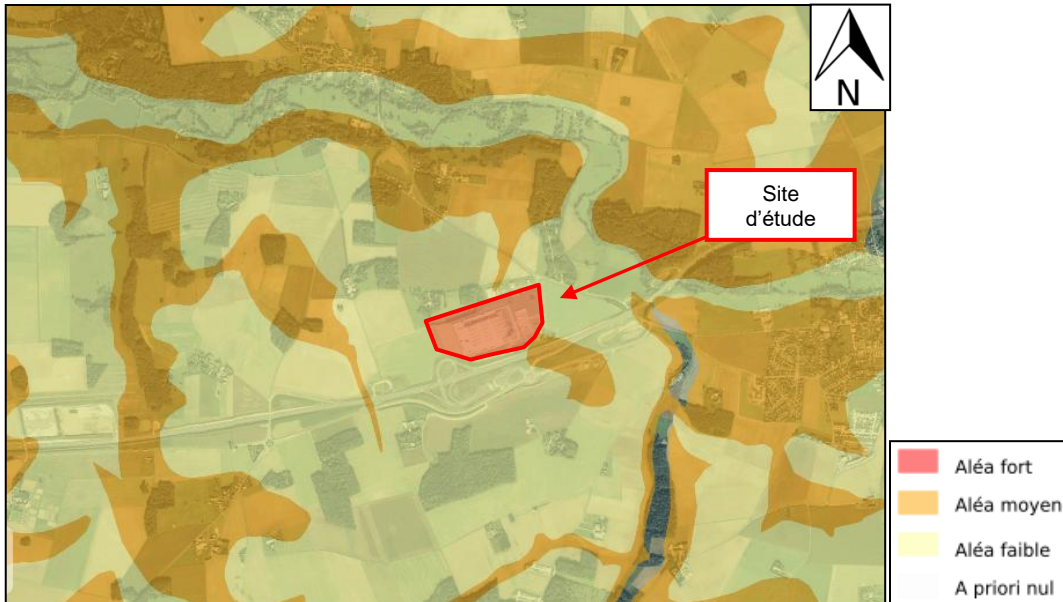 N
Site
d'étude
Aléa fort
Aléa moyen
Aléa faible
A priori nul